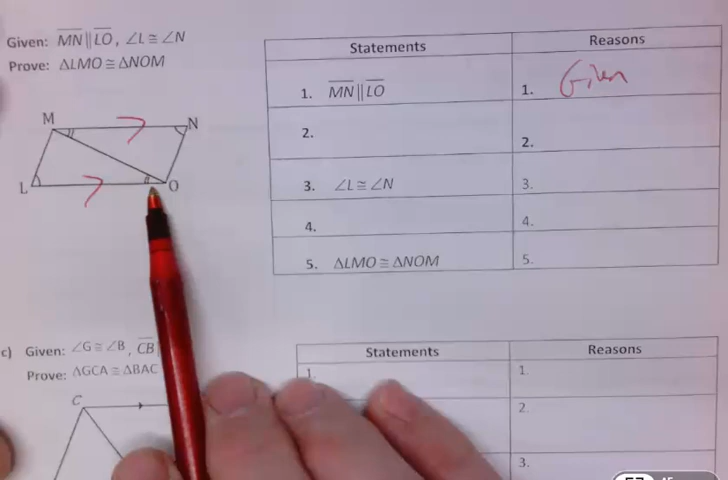 Given: MN || LO, ∠L ≅ ∠N
Prove: ΔLMO ≅ ΔNOM
M
N
L
O
Statements
Reasons
1. MN || LO
1. Given
2.
2.
3. ∠L ≅ ∠N
3.
4.
4.
5. ΔLMO ≅ ΔNOM
5.
c) Given: ∠G ≅ ∠B, CB
Prove: ΔGCA ≅ ΔBAC
C
Statements
Reasons
1.
1.
2.
3.